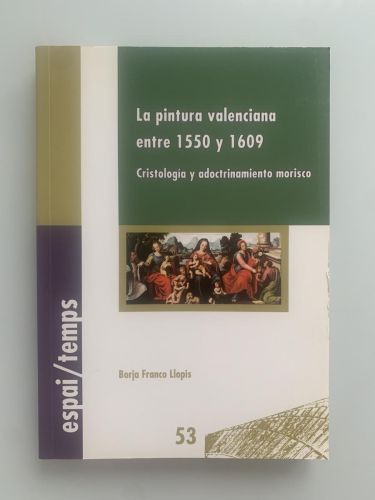 La pintura valenciana
entre 1550 y 1609
Cristología y adoctrinamiento morisco
Borja Franco Llopis
espai/temps
53